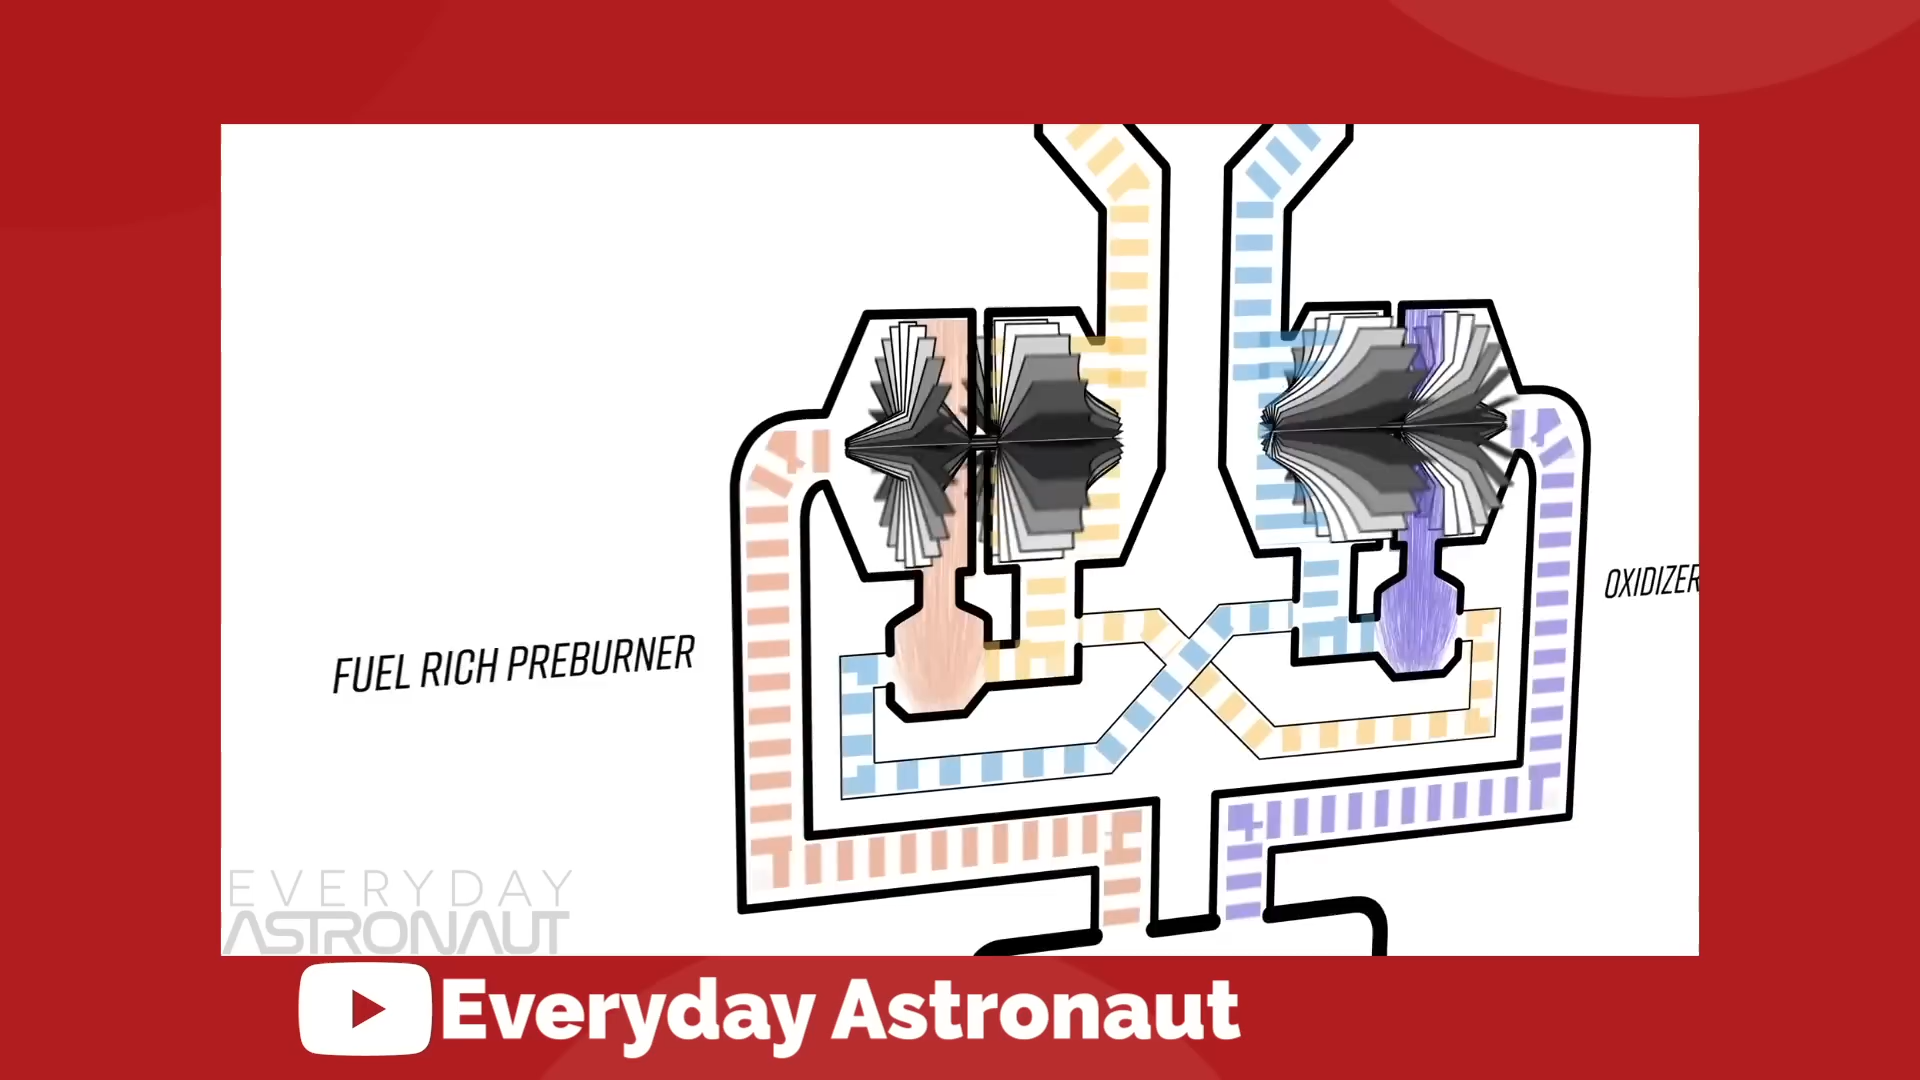 OXIDIZER
FUEL RICH PREBURNER
EVERYDAY
ASTRONAUT
Everyday Astronaut